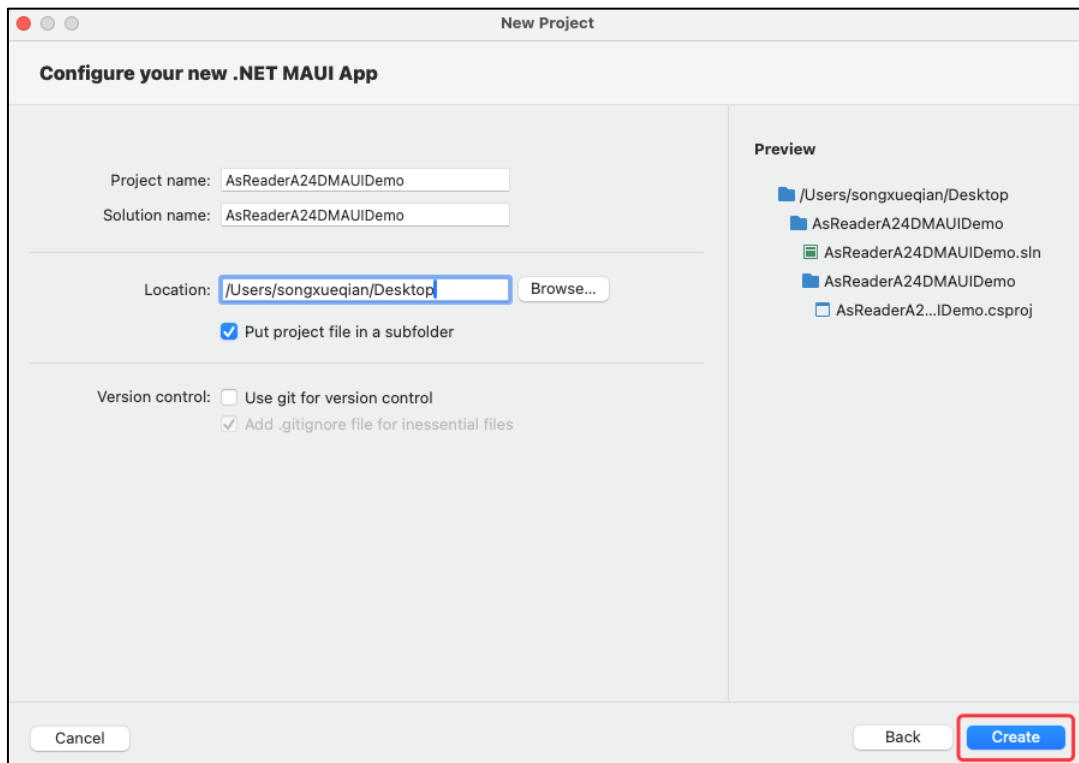 New Project
Configure your new .NET MAUI App
Project name: AsReaderA24DMAUIDemo
Solution name: AsReaderA24DMAUIDemo
Location: /Users/songxueqian/Desktop Browse...
Put project file in a subfolder
Version control: Use git for version control
Add .gitignore file for inessential files
Preview
/Users/songxueqian/Desktop
AsReaderA24DMAUIDemo
AsReaderA24DMAUIDemo.sln
AsReaderA24DMAUIDemo
AsReaderA2...IDemo.csproj
Cancel Back Create